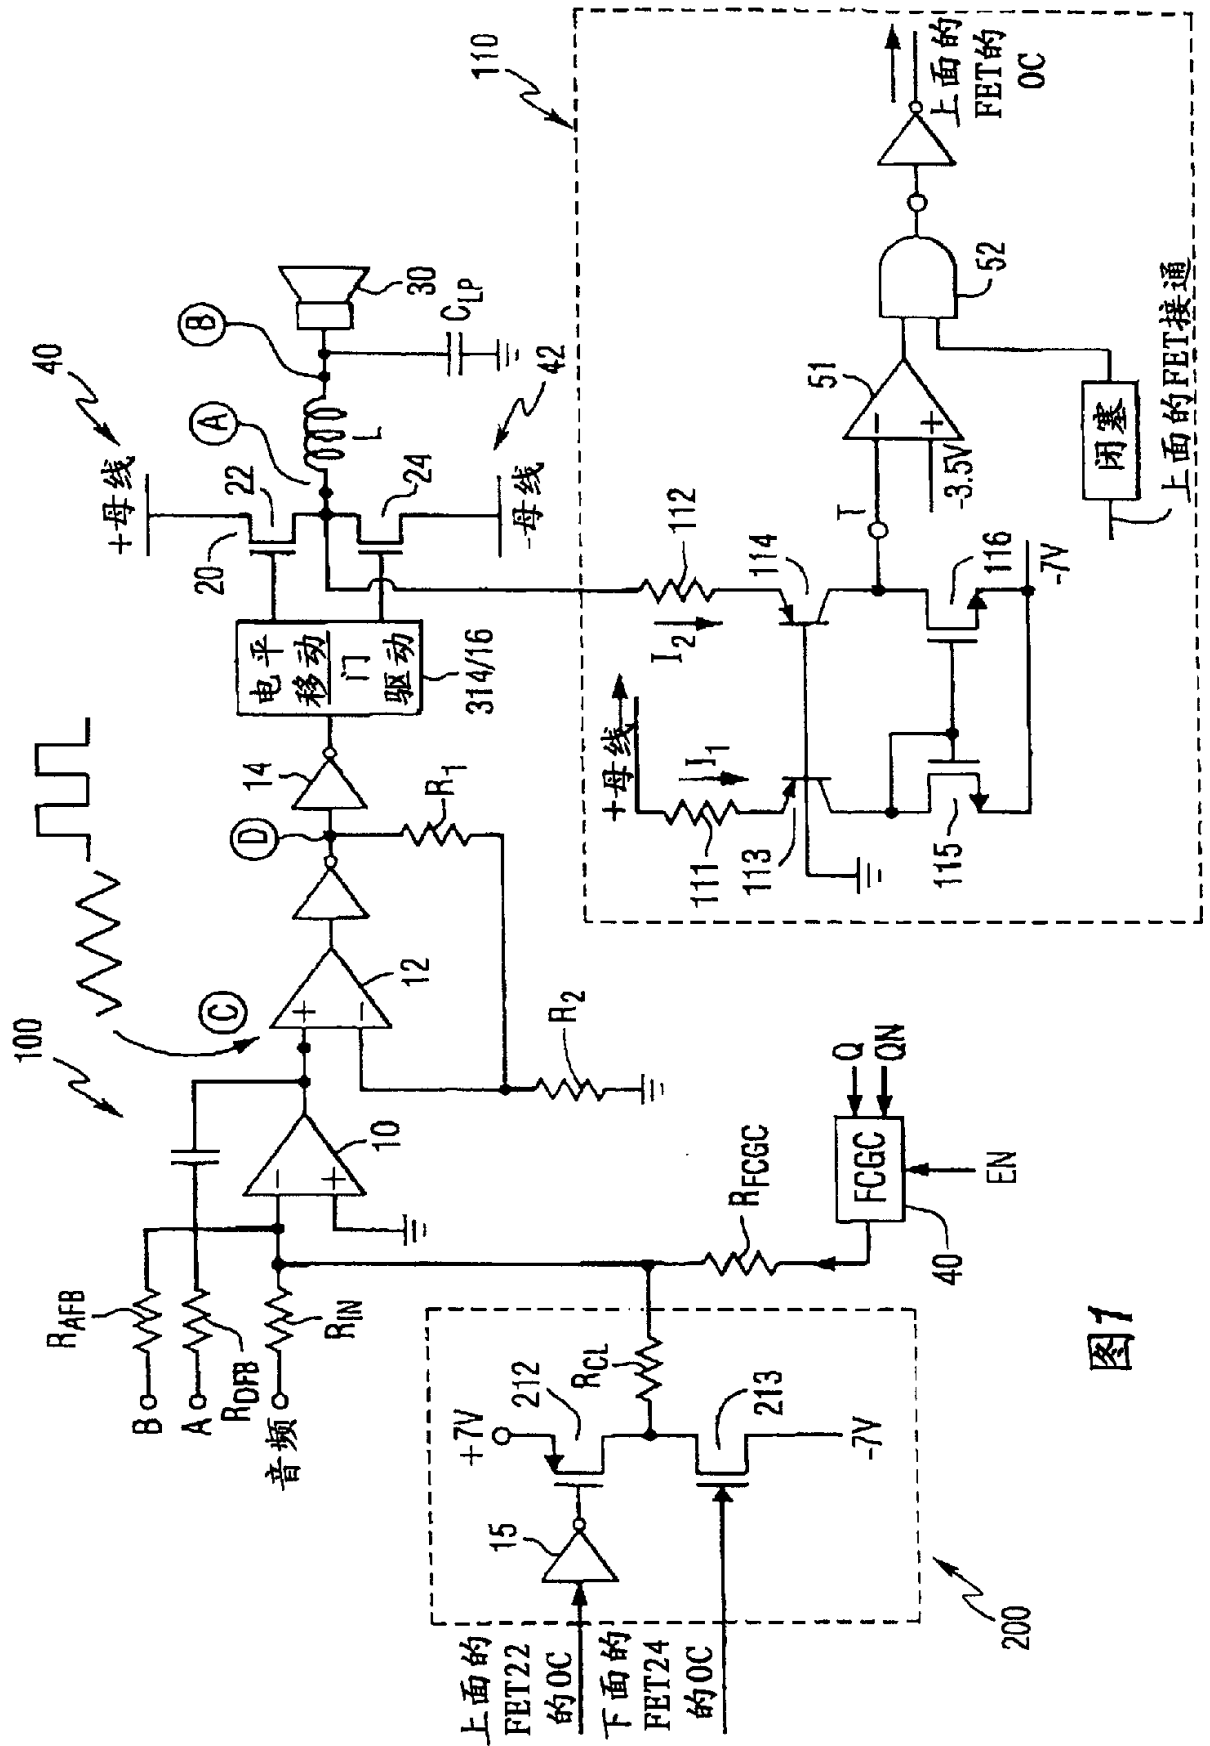 100
C
D
40
+母线
20
22
A
B
L
30
C_LP
24
42
-母线
电平
移动
门
驱动
314/16
14
R_1
12
+
−
R_2
10
−
+
R_AFB
B
A
R_DFB
R_IN
音频
R_FCGC
FCGC
Q
QN
EN
40
上面的
FET22
的OC
下面的
FET24
的OC
15
+7V
212
R_CL
213
-7V
200
110
+母线
I_1
I_2
111
112
113
114
115
116
-7V
T
51
−
+
-3.5V
52
闭塞
上面的FET接通
上面的
FET的
OC
图1